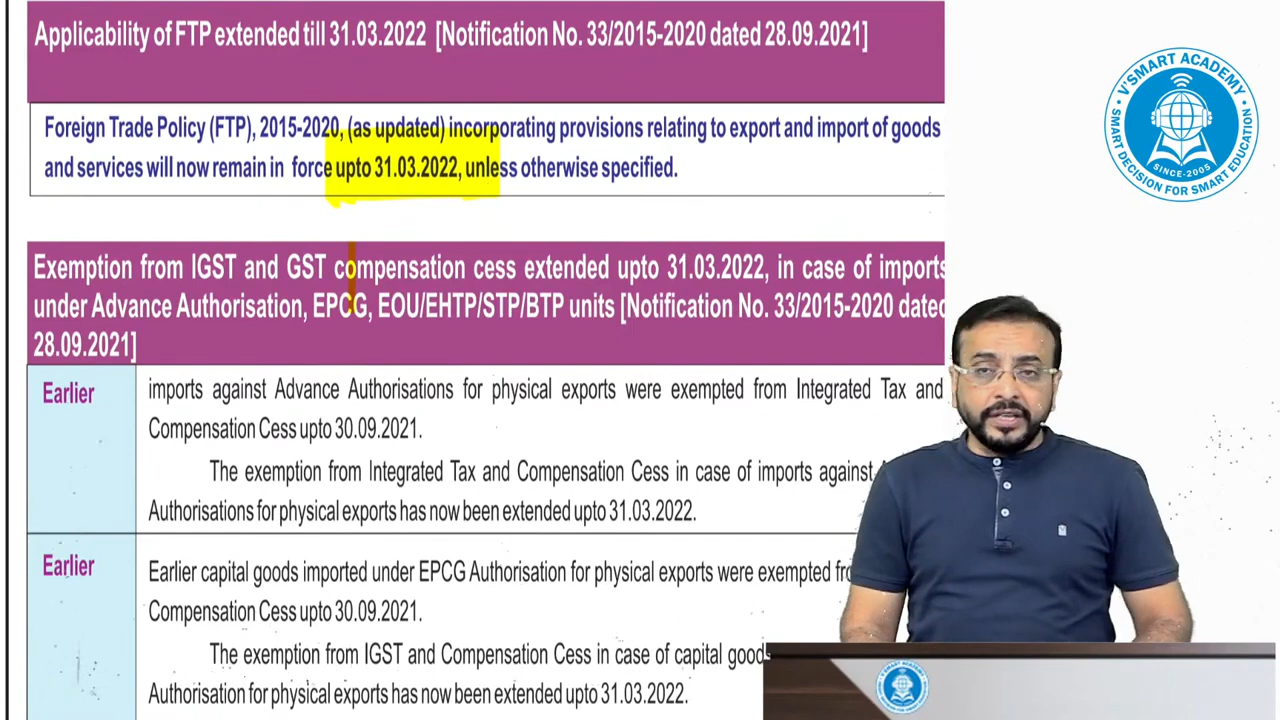 Applicability of FTP extended till 31.03.2022 [Notification No. 33/2015-2020 dated 28.09.2021]
Foreign Trade Policy (FTP), 2015-2020, (as updated) incorporating provisions relating to export and import of goods
and services will now remain in force upto 31.03.2022, unless otherwise specified.
Exemption from IGST and GST compensation cess extended upto 31.03.2022, in case of imports
under Advance Authorisation, EPCG, EOU/EHTP/STP/BTP units [Notification No. 33/2015-2020 dated
28.09.2021]
Earlier
imports against Advance Authorisations for physical exports were exempted from Integrated Tax and
Compensation Cess upto 30.09.2021.
The exemption from Integrated Tax and Compensation Cess in case of imports against
Authorisations for physical exports has now been extended upto 31.03.2022.
Earlier
Earlier capital goods imported under EPCG Authorisation for physical exports were exempted
Compensation Cess upto 30.09.2021.
The exemption from IGST and Compensation Cess in case of capital goods
Authorisation for physical exports has now been extended upto 31.03.2022.
V'SMART ACADEMY
SINCE-2005
SMART DECISION FOR SMART EDUCATION